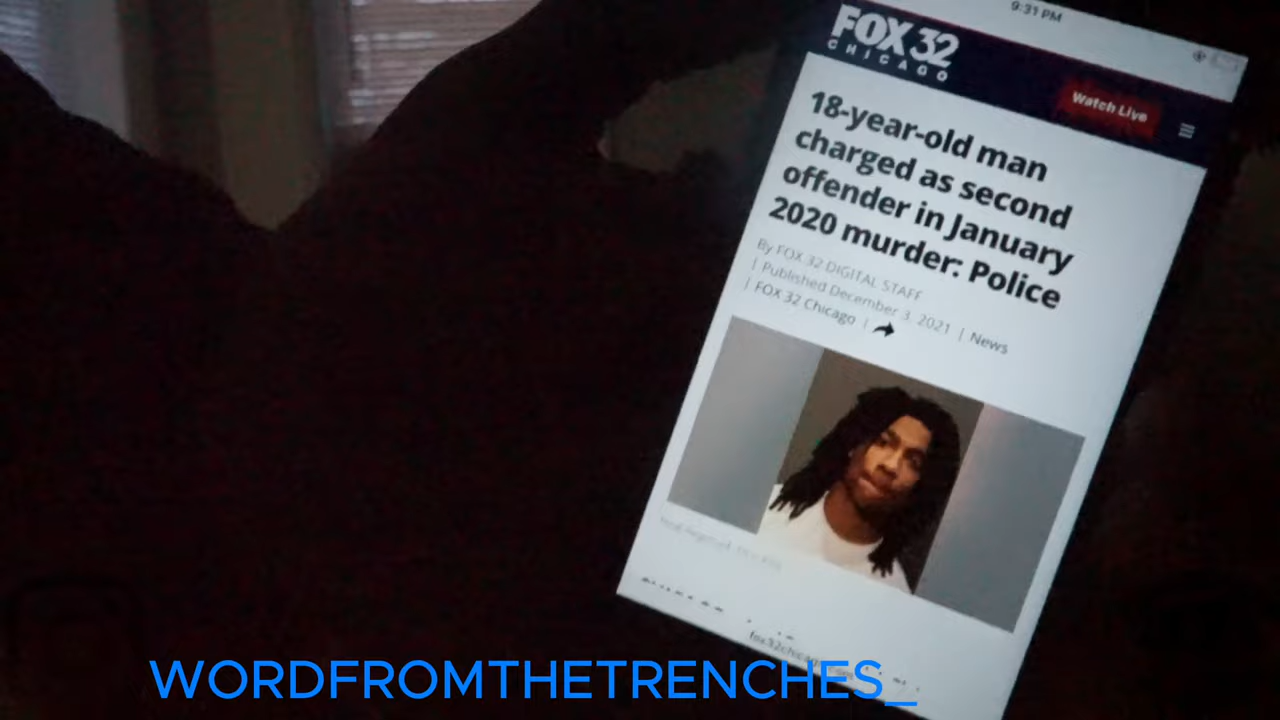 9:31 PM
FOX 32
CHICAGO
Watch Live
18-year-old man
charged as second
offender in January
2020 murder: Police
By FOX 32 DIGITAL STAFF
| Published December 3, 2021 | News
| FOX 32 Chicago |
WORDFROMTHETRENCHES_